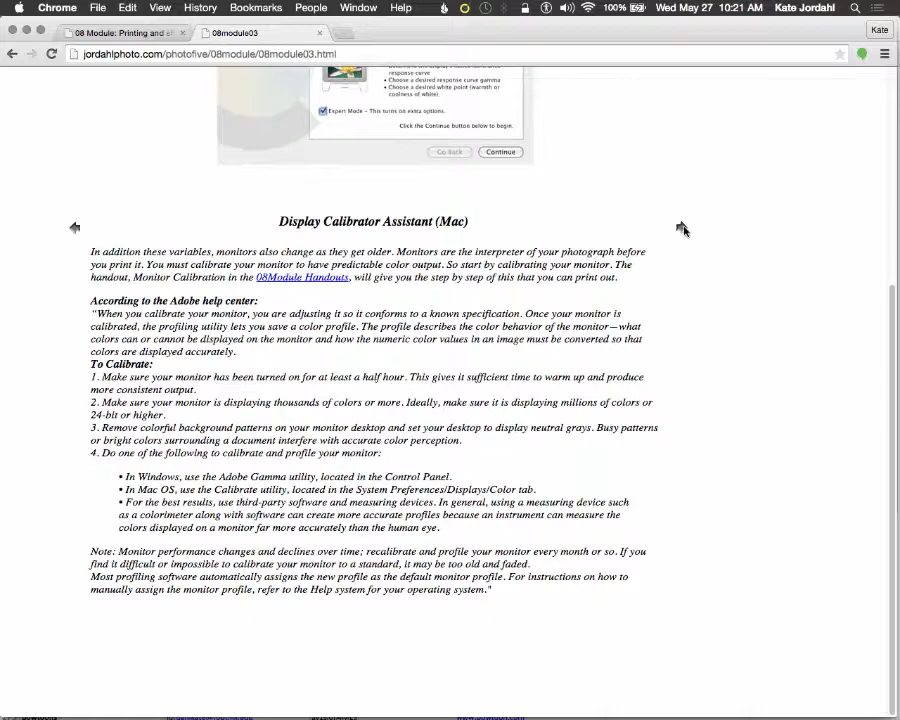 Chrome File Edit View History Bookmarks People Window Help 100% Wed May 27 10:21 AM Kate Jordahl
08 Module: Printing and ef × 08module03 × Kate
jordahlphoto.com/photofive/08module/08module03.html
response curve
• Choose a desired response curve gamma
• Choose a desired white point (warmth or
coolness of white).
Expert Mode – This turns on extra options.
Click the Continue button below to begin.
Go Back Continue
Display Calibrator Assistant (Mac)
In addition these variables, monitors also change as they get older. Monitors are the interpreter of your photograph before
you print it. You must calibrate your monitor to have predictable color output. So start by calibrating your monitor. The
handout, Monitor Calibration in the 08Module Handouts, will give you the step by step of this that you can print out.
According to the Adobe help center:
"When you calibrate your monitor, you are adjusting it so it conforms to a known specification. Once your monitor is
calibrated, the profiling utility lets you save a color profile. The profile describes the color behavior of the monitor—what
colors can or cannot be displayed on the monitor and how the numeric color values in an image must be converted so that
colors are displayed accurately.
To Calibrate:
1. Make sure your monitor has been turned on for at least a half hour. This gives it sufficient time to warm up and produce
more consistent output.
2. Make sure your monitor is displaying thousands of colors or more. Ideally, make sure it is displaying millions of colors or
24-bit or higher.
3. Remove colorful background patterns on your monitor desktop and set your desktop to display neutral grays. Busy patterns
or bright colors surrounding a document interfere with accurate color perception.
4. Do one of the following to calibrate and profile your monitor:
• In Windows, use the Adobe Gamma utility, located in the Control Panel.
• In Mac OS, use the Calibrate utility, located in the System Preferences/Displays/Color tab.
• For the best results, use third-party software and measuring devices. In general, using a measuring device such
as a colorimeter along with software can create more accurate profiles because an instrument can measure the
colors displayed on a monitor far more accurately than the human eye.
Note: Monitor performance changes and declines over time; recalibrate and profile your monitor every month or so. If you
find it difficult or impossible to calibrate your monitor to a standard, it may be too old and faded.
Most profiling software automatically assigns the new profile as the default monitor profile. For instructions on how to
manually assign the monitor profile, refer to the Help system for your operating system."